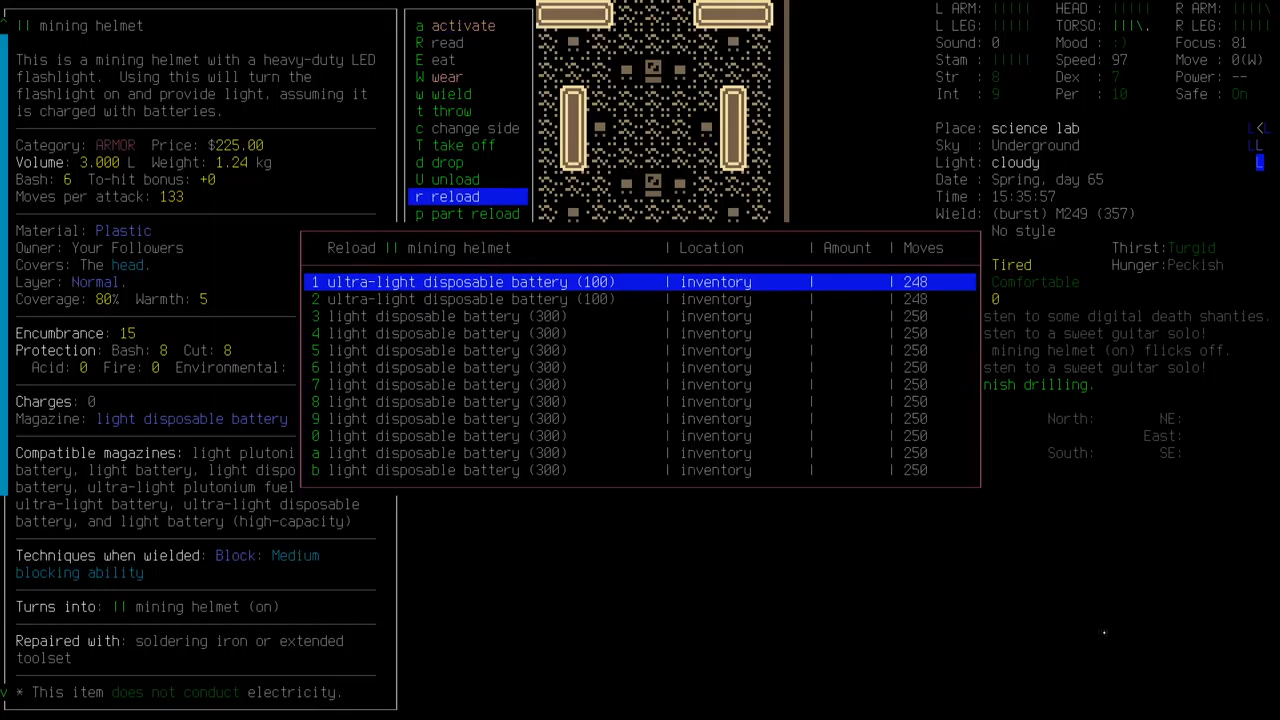 || mining helmet
This is a mining helmet with a heavy-duty LED
flashlight.  Using this will turn the
flashlight on and provide light, assuming it
is charged with batteries.
Category: ARMOR  Price: $225.00
Volume: 3.000 L  Weight: 1.24 kg
Bash: 6  To-hit bonus: +0
Moves per attack: 133
Material: Plastic
Owner: Your Followers
Covers: The head.
Layer: Normal.
Coverage: 80%  Warmth: 5
Encumbrance: 15
Protection: Bash: 8  Cut: 8
Acid: 0  Fire: 0  Environmental:
Charges: 0
Magazine: light disposable battery
Compatible magazines: light plutoni
battery, light battery, light dispo
battery, ultra-light plutonium fuel
ultra-light battery, ultra-light disposable
battery, and light battery (high-capacity)
Techniques when wielded: Block: Medium
blocking ability
Turns into: || mining helmet (on)
Repaired with: soldering iron or extended
toolset
* This item does not conduct electricity.
a activate
R read
E eat
W wear
w wield
t throw
c change side
T take off
d drop
U unload
r reload
p part reload
Reload || mining helmet | Location | Amount | Moves
1 ultra-light disposable battery (100) | inventory | | 248
2 ultra-light disposable battery (100) | inventory | | 248
3 light disposable battery (300) | inventory | | 250
4 light disposable battery (300) | inventory | | 250
5 light disposable battery (300) | inventory | | 250
6 light disposable battery (300) | inventory | | 250
7 light disposable battery (300) | inventory | | 250
8 light disposable battery (300) | inventory | | 250
9 light disposable battery (300) | inventory | | 250
0 light disposable battery (300) | inventory | | 250
a light disposable battery (300) | inventory | | 250
b light disposable battery (300) | inventory | | 250
L ARM: ||||| HEAD : ||||| R ARM: |||||
L LEG: ||||| TORSO: |||\. R LEG: |||||
Sound: 0 Mood : :) Focus: 81
Stam : ||||| Speed: 97 Move : 0(W)
Str : 8 Dex : 7 Power: --
Int : 9 Per : 10 Safe : On
Place: science lab L<L
Sky : Underground LL
Light: cloudy L
Date : Spring, day 65
Time : 15:35:57
Wield: (burst) M249 (357)
No style
Thirst: Turgid
Tired Hunger: Peckish
Comfortable
0
sten to some digital death shanties.
sten to a sweet guitar solo!
mining helmet (on) flicks off.
sten to a sweet guitar solo!
nish drilling.
North: NE:
East:
South: SE: